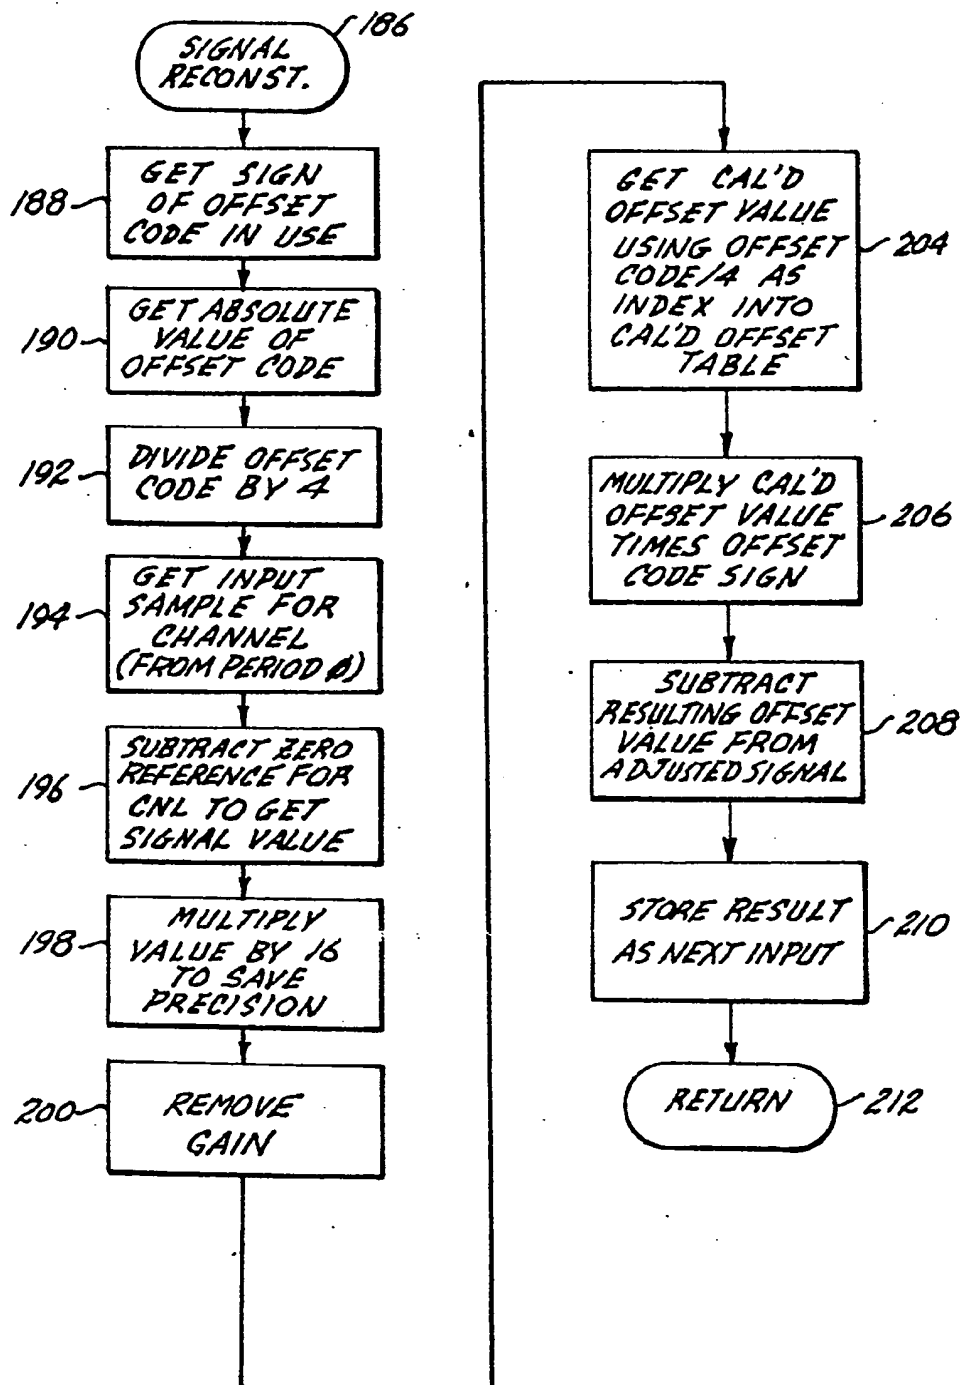 186
SIGNAL
RECONST.
188
GET SIGN
OF OFFSET
CODE IN USE
190
GET ABSOLUTE
VALUE OF
OFFSET CODE
192
DIVIDE OFFSET
CODE BY 4
194
GET INPUT
SAMPLE FOR
CHANNEL
(FROM PERIOD Ø)
196
SUBTRACT ZERO
REFERENCE FOR
CNL TO GET
SIGNAL VALUE
198
MULTIPLY
VALUE BY 16
TO SAVE
PRECISION
200
REMOVE
GAIN
204
GET CAL'D
OFFSET VALUE
USING OFFSET
CODE/4 AS
INDEX INTO
CAL'D OFFSET
TABLE
206
MULTIPLY CAL'D
OFFSET VALUE
TIMES OFFSET
CODE SIGN
208
SUBTRACT
RESULTING OFFSET
VALUE FROM
ADJUSTED SIGNAL
210
STORE RESULT
AS NEXT INPUT
RETURN
212